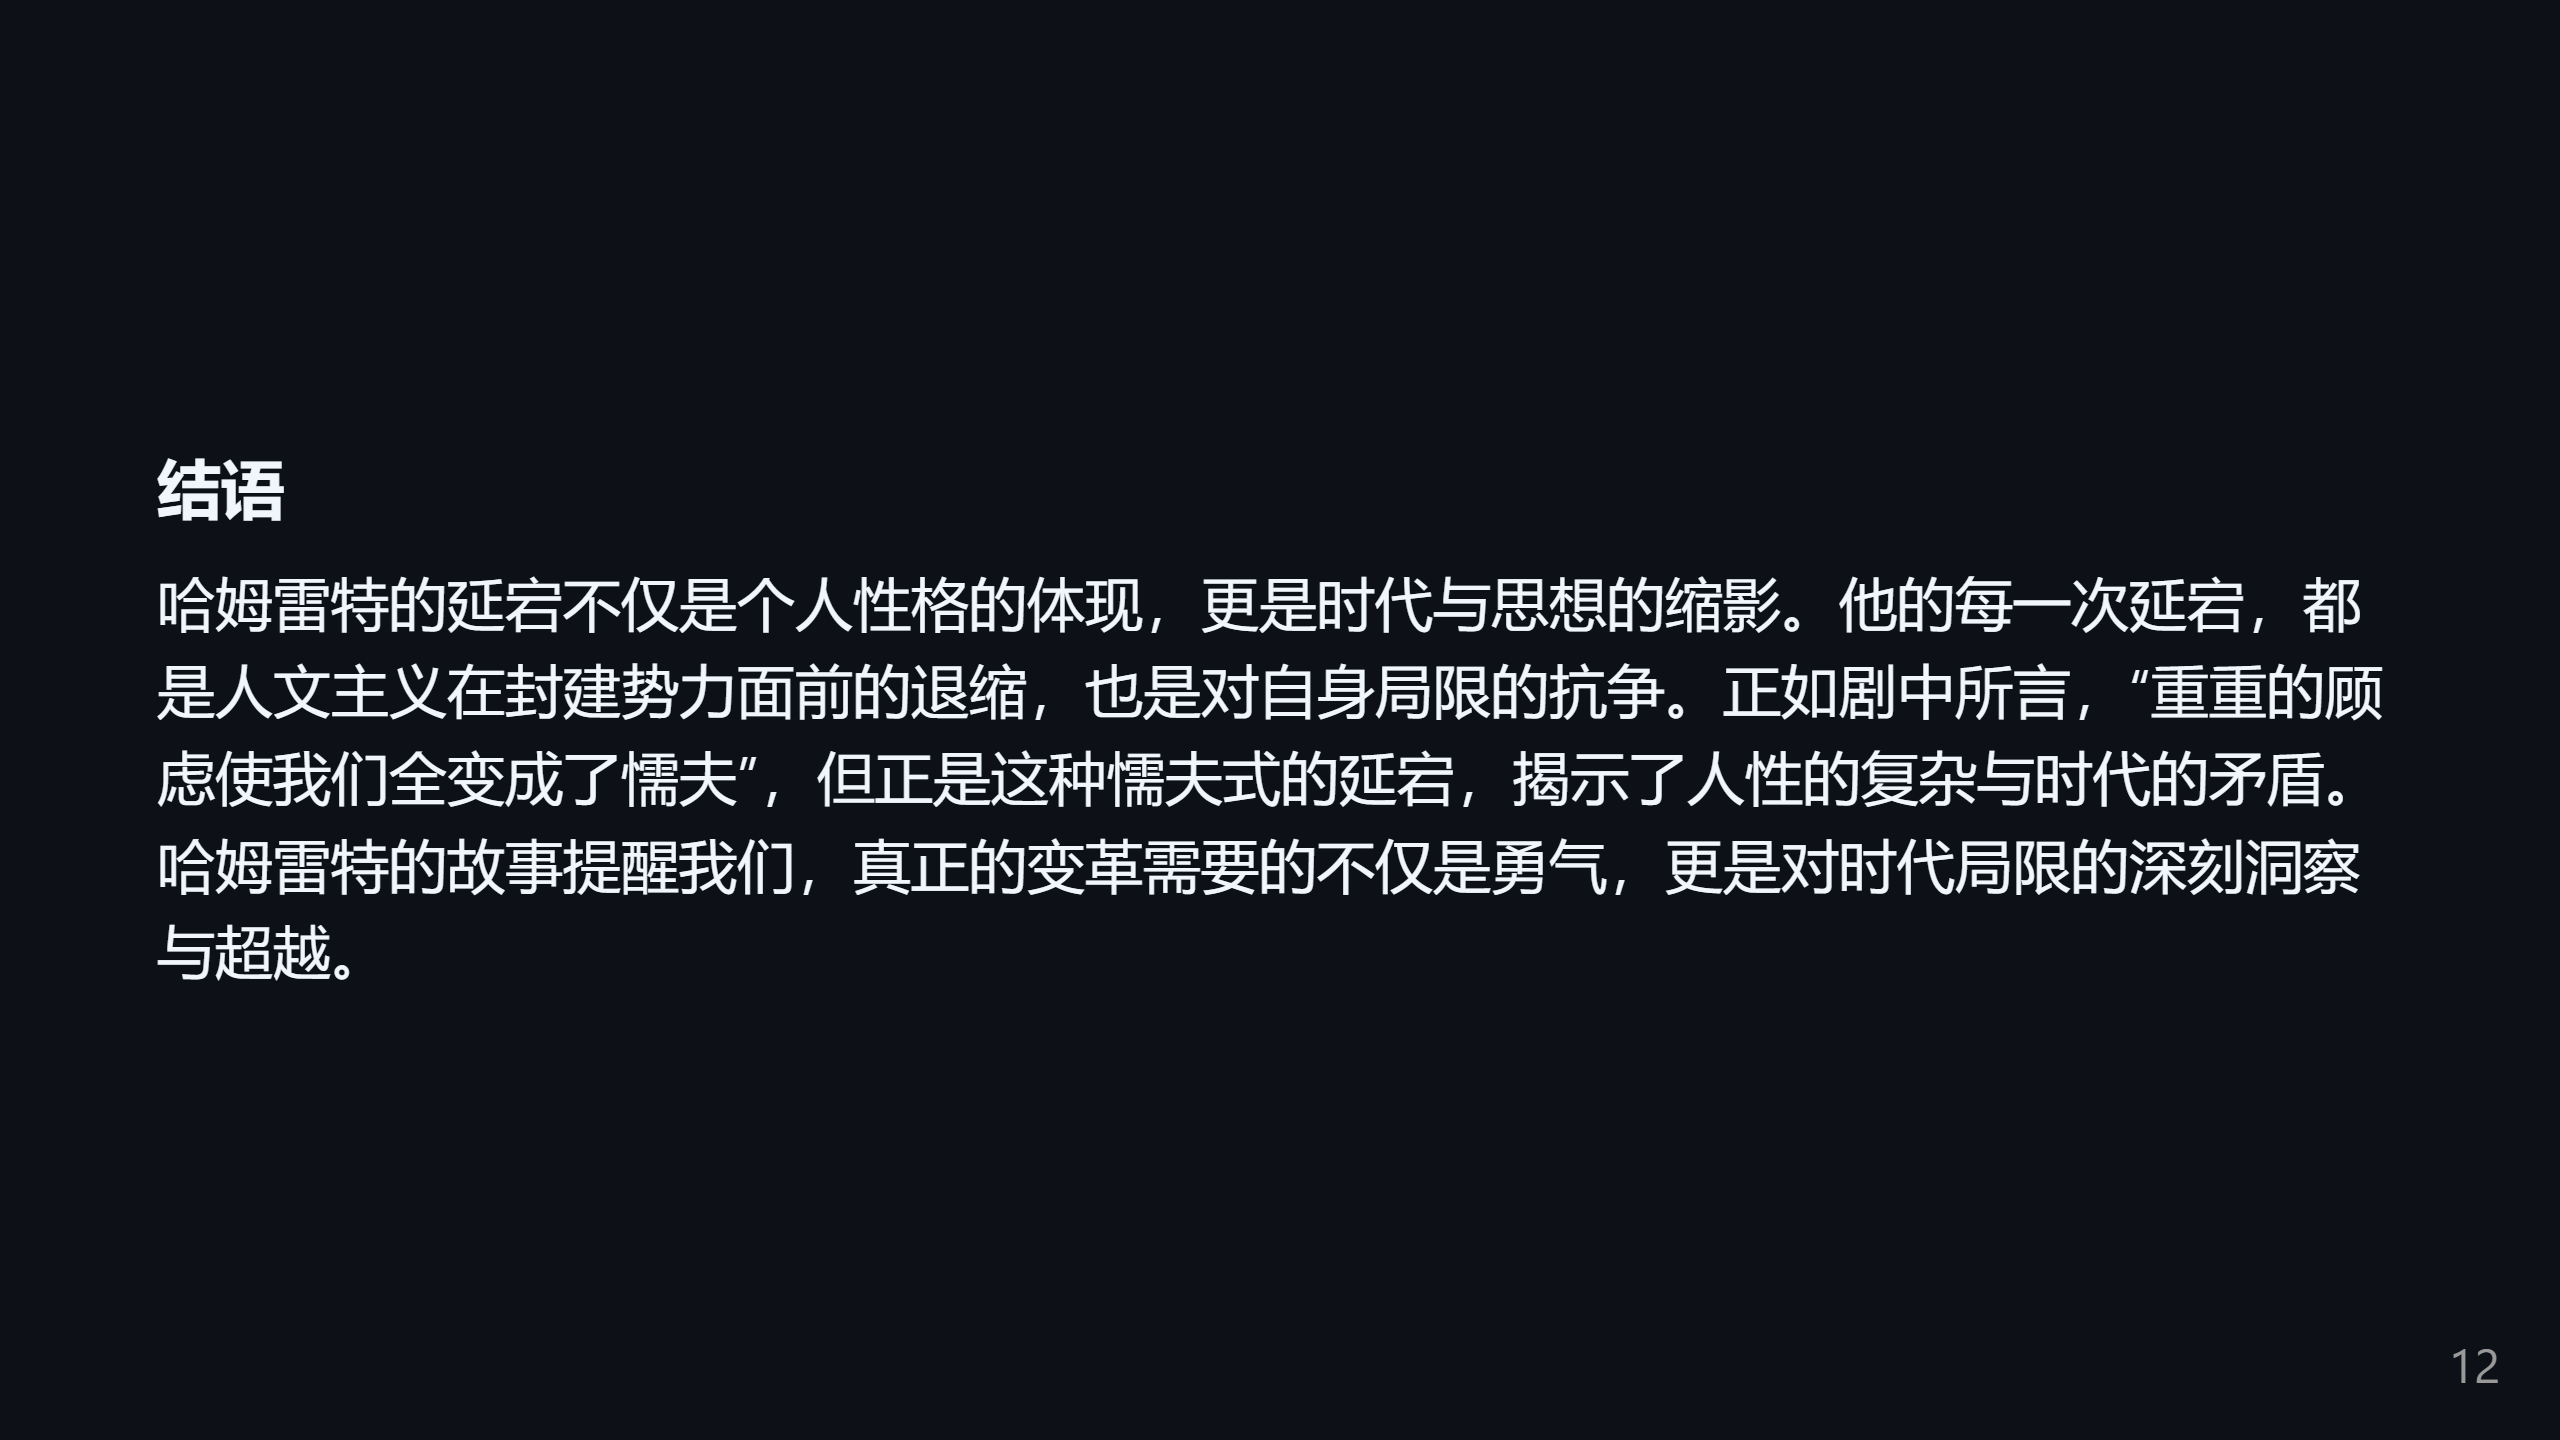 结语
哈姆雷特的延宕不仅是个人性格的体现，更是时代与思想的缩影。他的每一次延宕，都
是人文主义在封建势力面前的退缩，也是对自身局限的抗争。正如剧中所言，“重重的顾
虑使我们全变成了懦夫”，但正是这种懦夫式的延宕，揭示了人性的复杂与时代的矛盾。
哈姆雷特的故事提醒我们，真正的变革需要的不仅是勇气，更是对时代局限的深刻洞察
与超越。
12